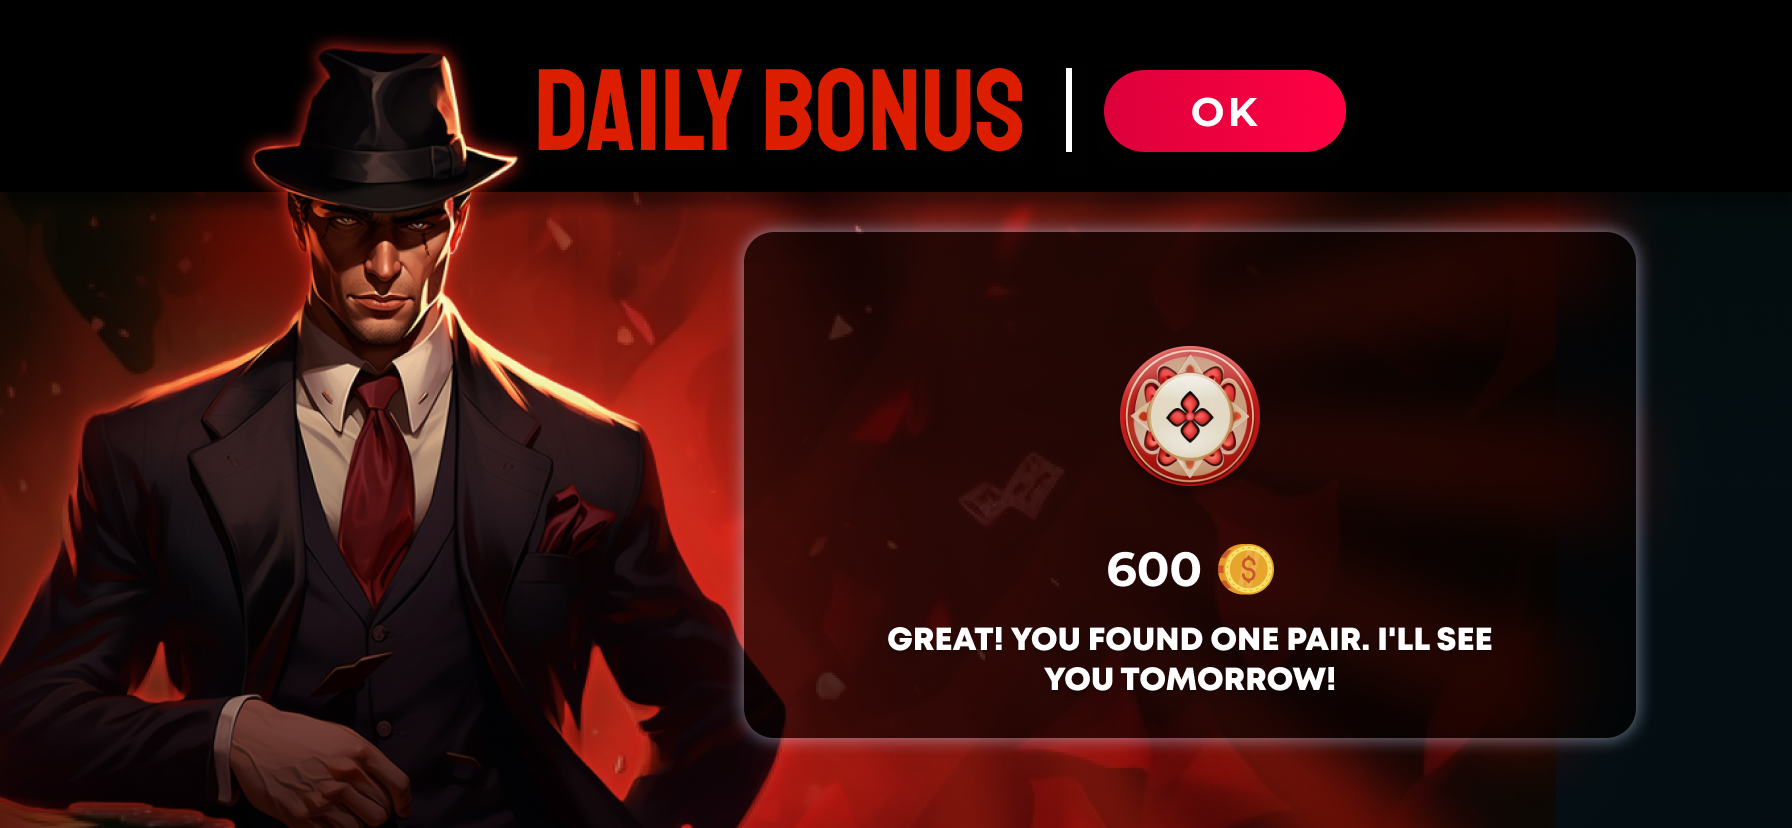 DAILY BONUS
OK
600
GREAT! YOU FOUND ONE PAIR. I'LL SEE
YOU TOMORROW!